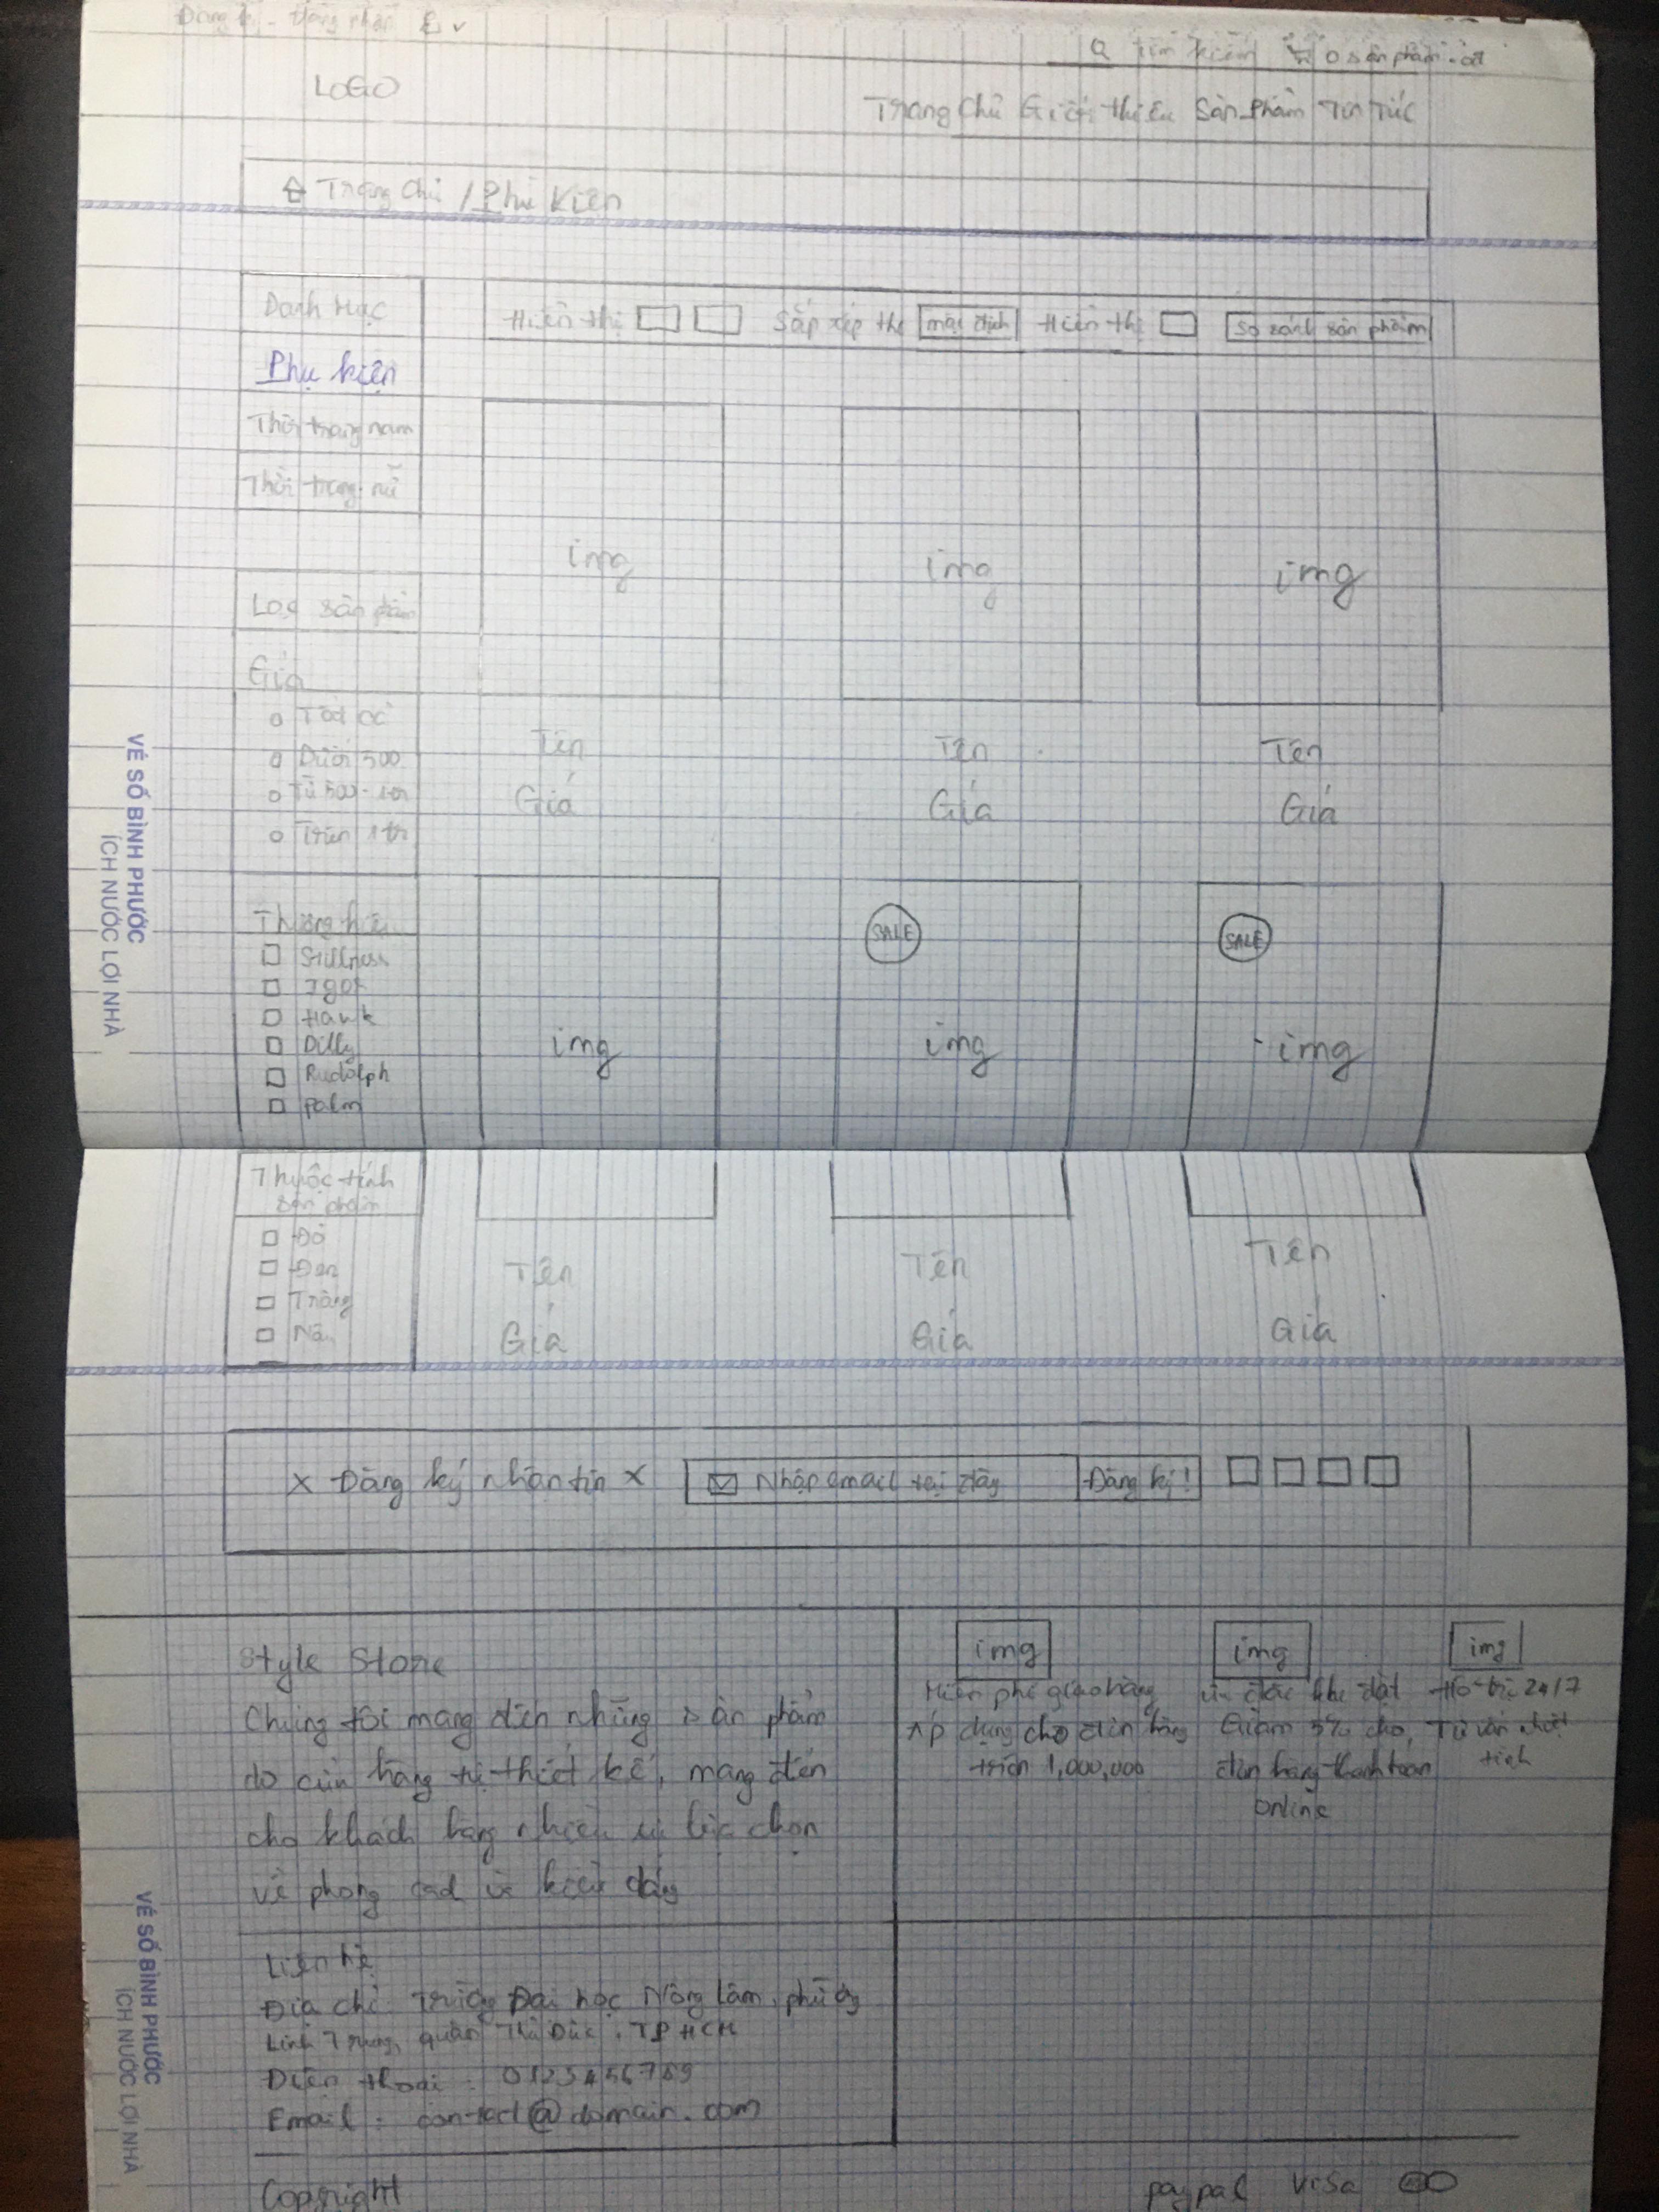 Đăng kí - Đăng nhập £ ˅
Tìm kiếm 0 sản phẩm - 0đ
LOGO
Trang Chủ Giới thiệu Sản Phẩm Tin Tức
Trang Chủ / Phụ Kiện
Danh Mục
Hiển thị Sắp xếp the mặc định Hiển thị so sánh sản phẩm
Phụ kiện
Thời trang nam
Thời trang nữ
img img img
Lọc sản phẩm
Giá
Tất cả
Dưới 500
Từ 500 -
Trên 1tr
Tên Tên Tên
Giá Giá Giá
Thương hiệu
Stillness
Hawk
Dilly
Rudolph
palm
SALE SALE
img img img
Thuộc tính
sản phẩm
Đỏ
Đen
Trắng
Nâu
Tên Tên Tên
Giá Giá Giá
x Đăng ký nhận tin x Nhập email tại đây Đăng ký!
Style Store
Chúng tôi mang đến những sản phẩm
do cửa hàng tự thiết kế, mang đến
cho khách hàng nhiều sự lựa chọn
về phong cách và kiểu dáng
img img img
Miễn phí giao hàng
Áp dụng cho đơn hàng
trên 1,000,000
khi đặt
Giảm 5% cho,
đơn hàng thanh toán
online
Hỗ trợ 24/7
Tư vấn nhiệt
tình
Liên hệ
Địa chỉ: Trường Đại học Nông Lâm, phường
Linh Trung, quận Thủ Đức, TP HCM
Điện thoại: 0123456789
Email: contact@domain.com
Copyright paypal visa
VÉ SỐ BÌNH PHƯỚC
ÍCH NƯỚC LỢI NHÀ
VÉ SỐ BÌNH PHƯỚC
ÍCH NƯỚC LỢI NHÀ